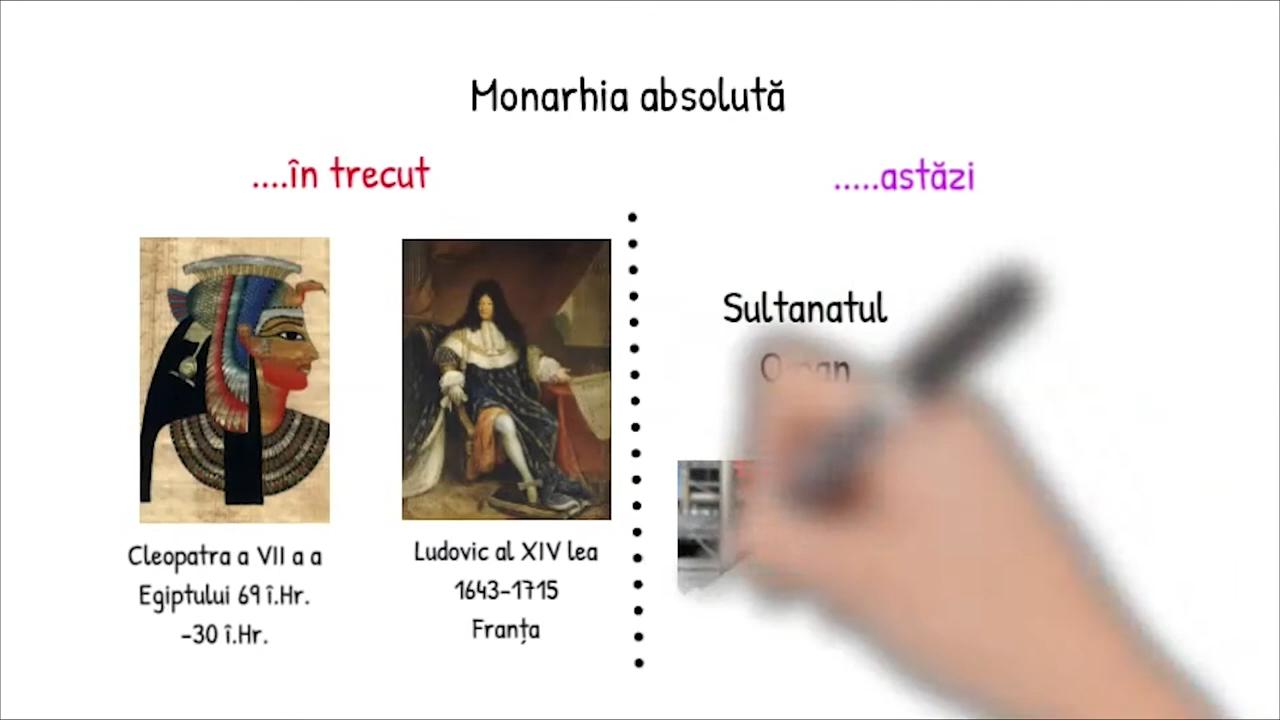 Monarhia absolută
....în trecut
.....astăzi
Cleopatra a VII a a
Egiptului 69 î.Hr.
-30 î.Hr.
Ludovic al XIV lea
1643-1715
Franța
Sultanatul